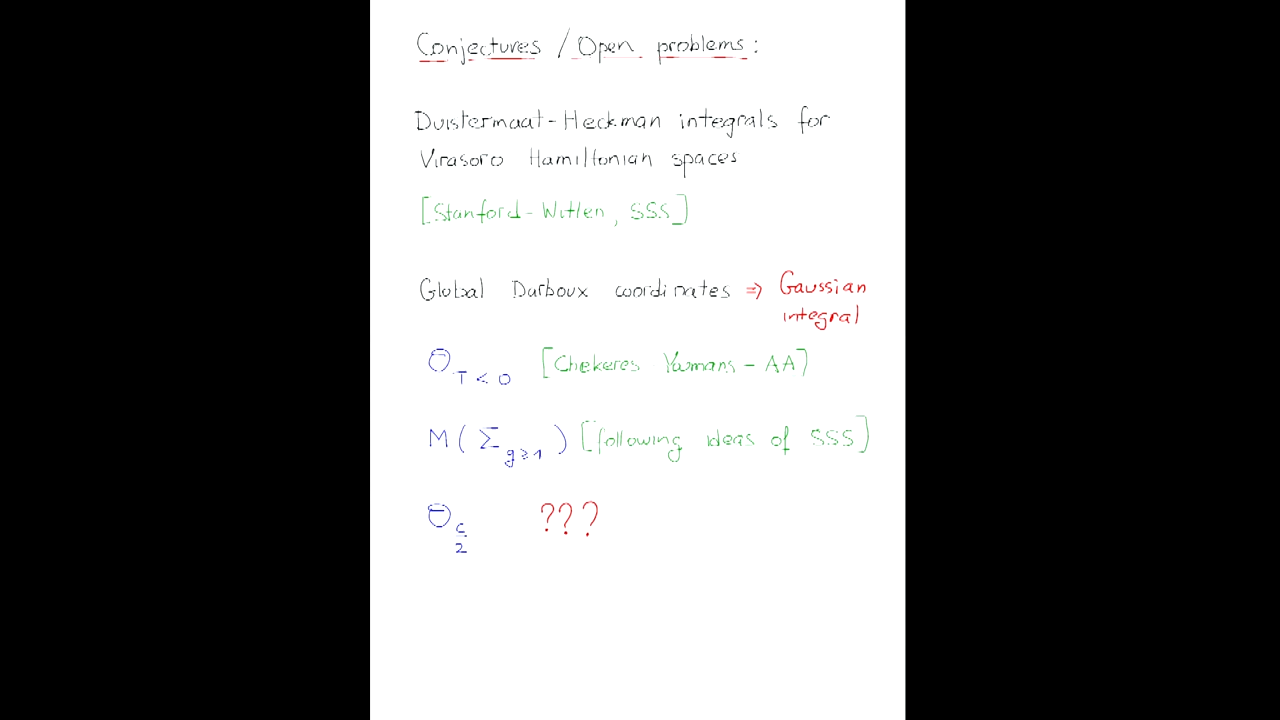 Conjectures / Open problems:
Duistermaat-Heckman integrals for
Virasoro Hamiltonian spaces
[Stanford-Witten, SSS]
Global Darboux coordinates ⇒ Gaussian
integral
O_{T<0} [Chekeres Youmans - AA]
M(Σ_{g≥1}) [following ideas of SSS]
O_{c/2} ???